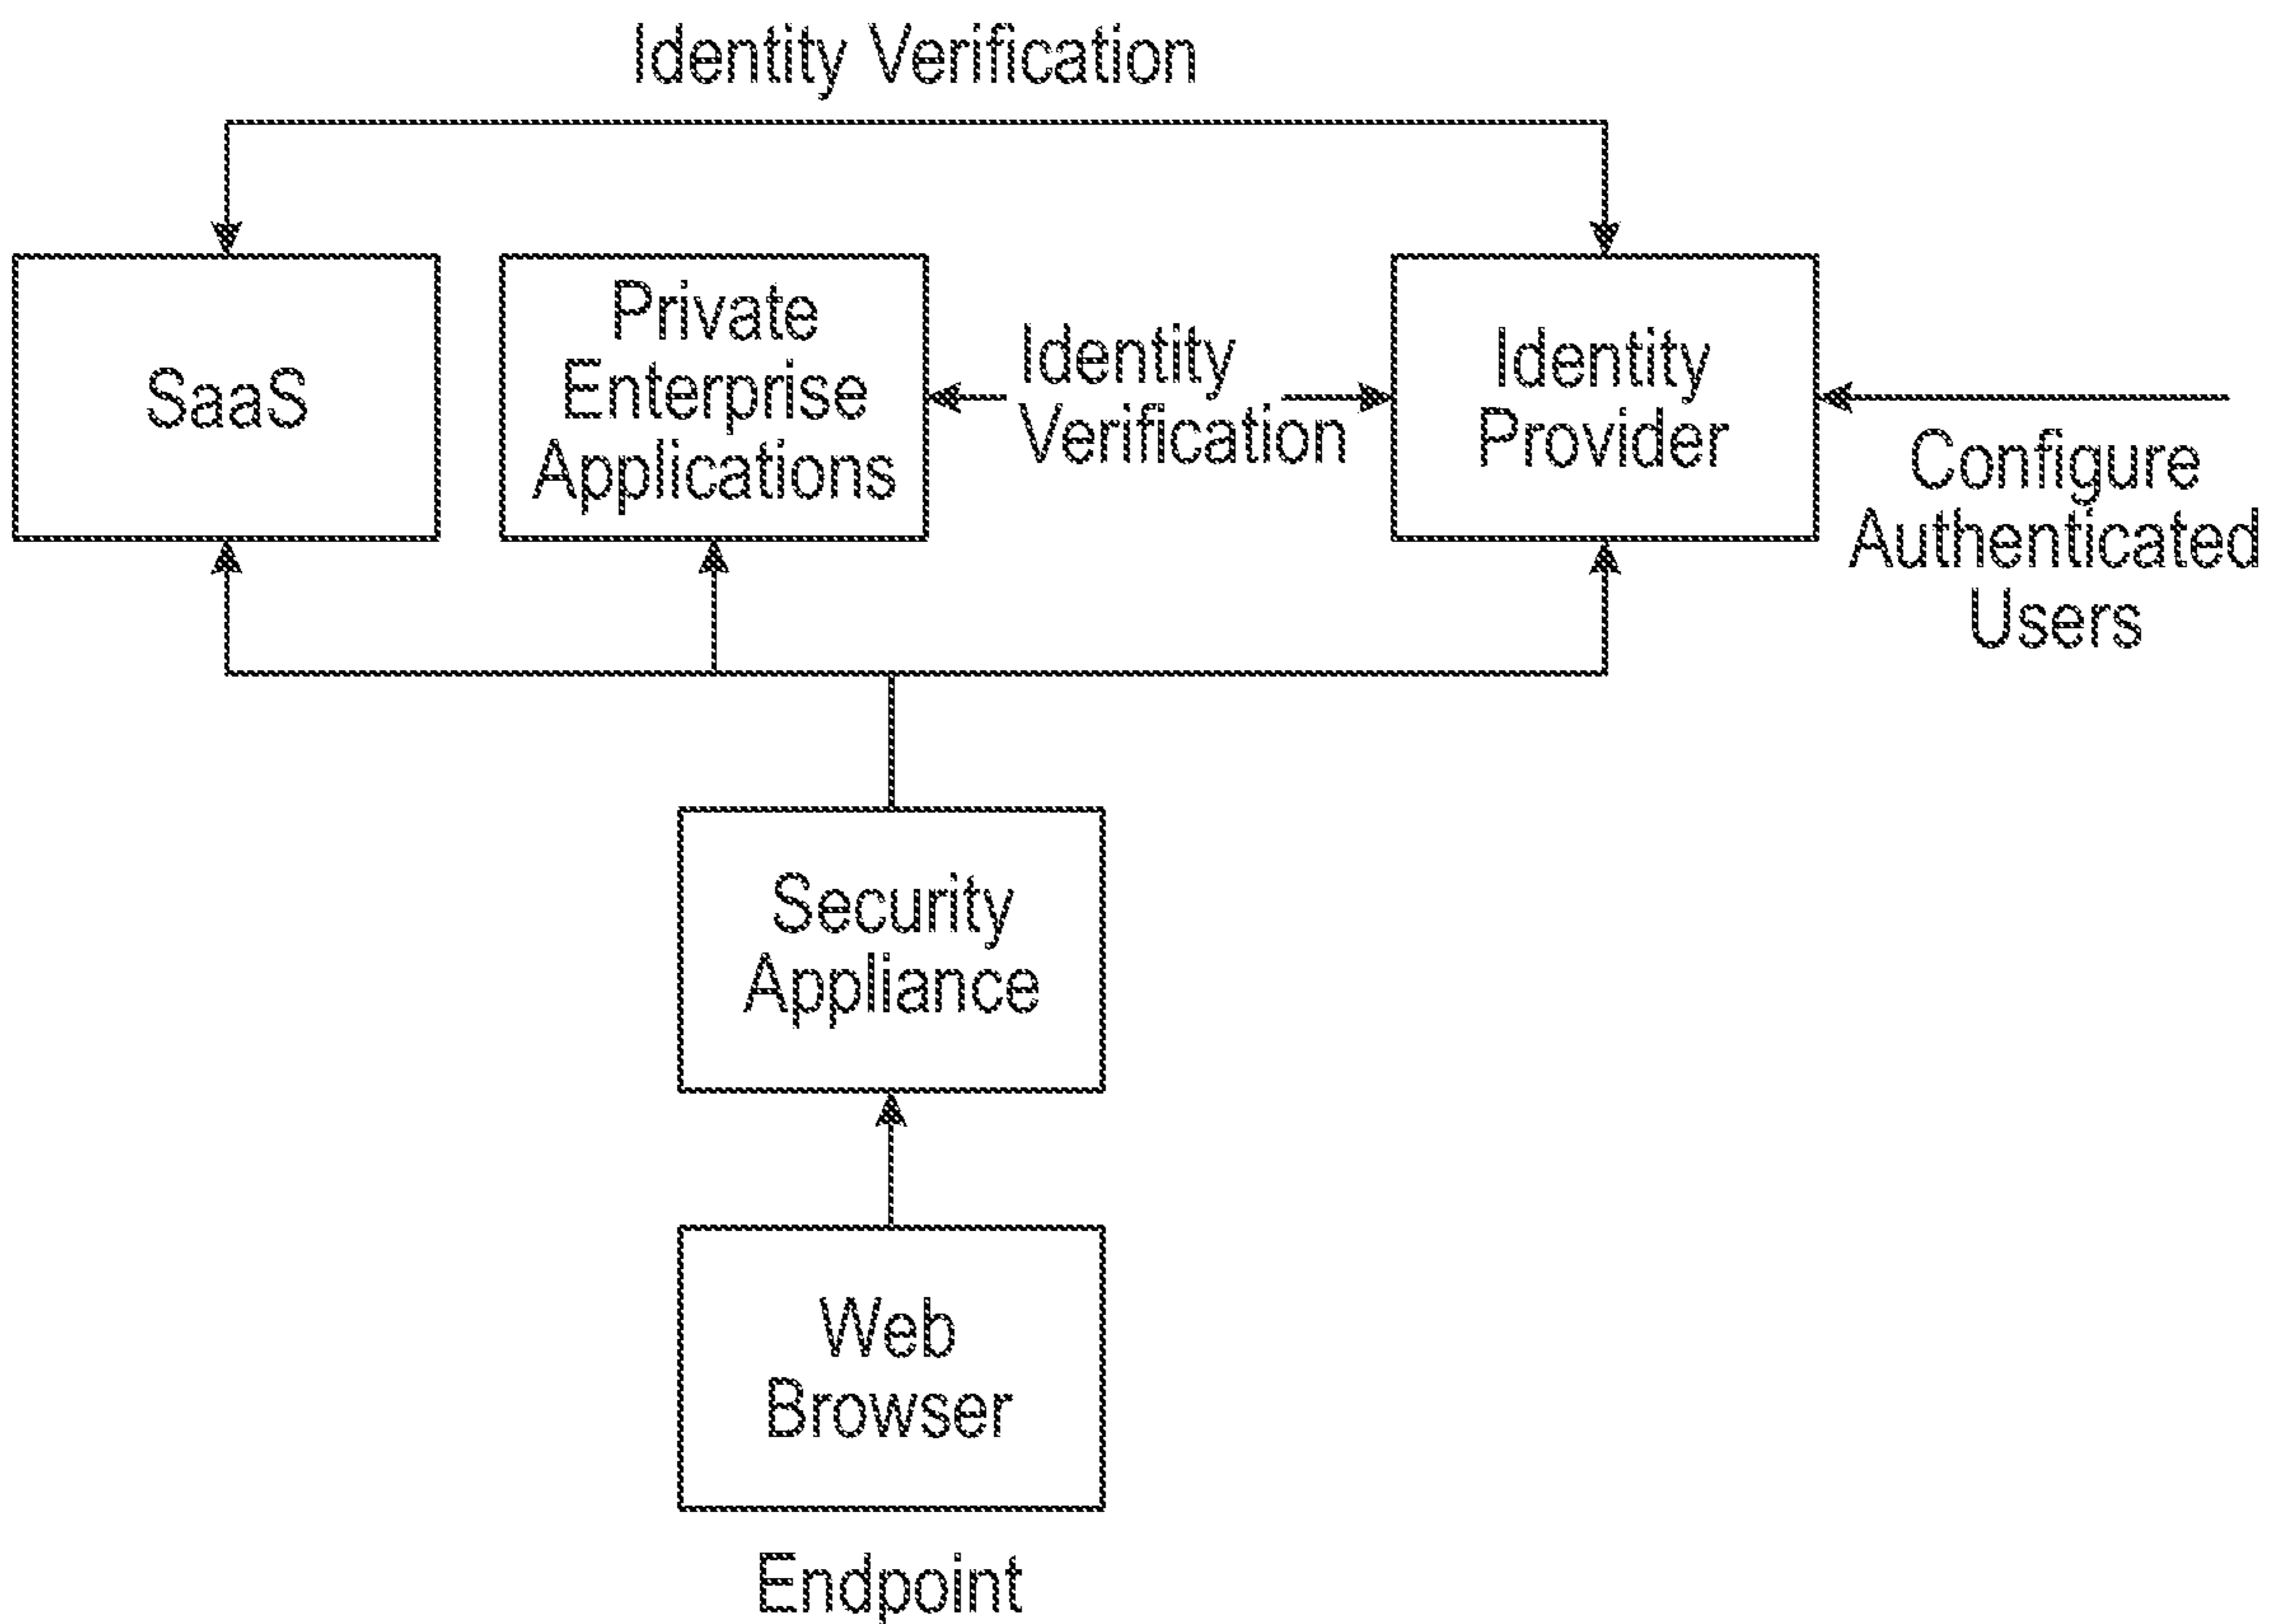 Identity Verification
SaaS
Private
Enterprise
Applications
Identity
Verification
Identity
Provider
Configure
Authenticated
Users
Security
Appliance
Web
Browser
Endpoint